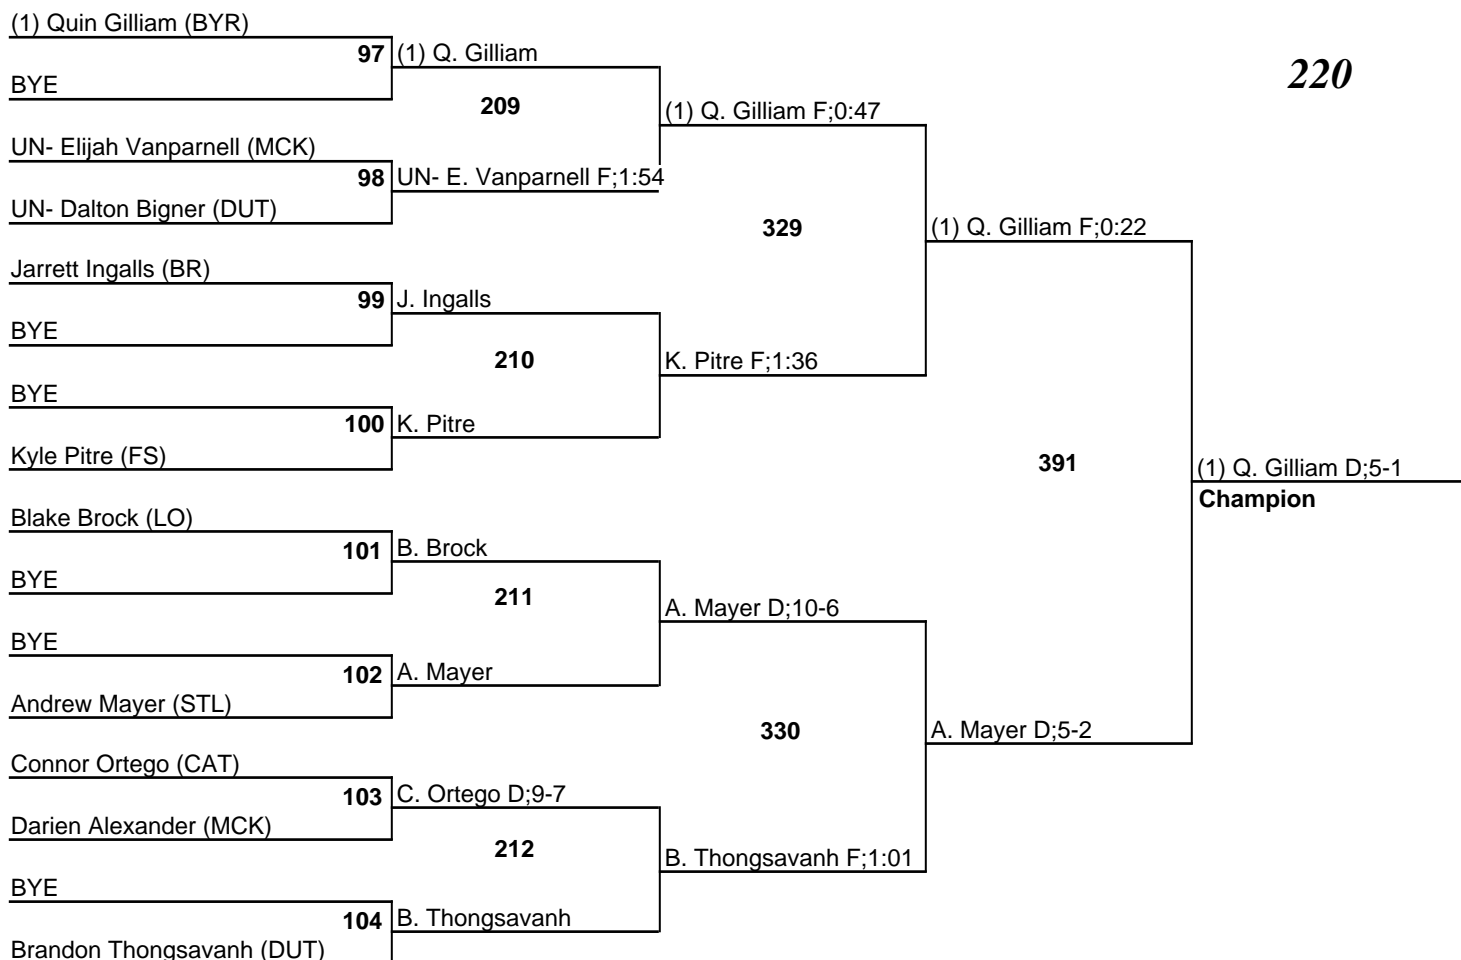 (1) Quin Gilliam (BYR)
97 (1) Q. Gilliam
220
BYE
209
(1) Q. Gilliam F;0:47
UN- Elijah Vanparnell (MCK)
98 UN- E. Vanparnell F;1:54
UN- Dalton Bigner (DUT)
329
(1) Q. Gilliam F;0:22
Jarrett Ingalls (BR)
99 J. Ingalls
BYE
210
K. Pitre F;1:36
BYE
100 K. Pitre
Kyle Pitre (FS)
391
(1) Q. Gilliam D;5-1
Champion
Blake Brock (LO)
101 B. Brock
BYE
211
A. Mayer D;10-6
BYE
102 A. Mayer
Andrew Mayer (STL)
330
A. Mayer D;5-2
Connor Ortego (CAT)
103 C. Ortego D;9-7
Darien Alexander (MCK)
212
B. Thongsavanh F;1:01
BYE
104 B. Thongsavanh
Brandon Thongsavanh (DUT)